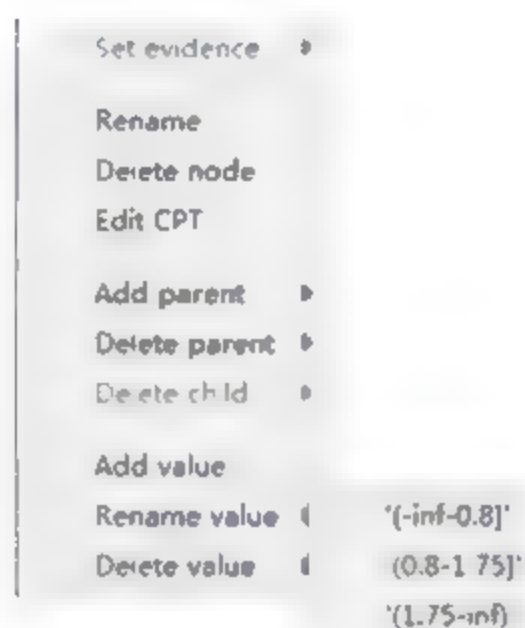 Set evidence
Rename
Delete node
Edit CPT
Add parent
Delete parent
Delete child
Add value
Rename value '(-inf-0.8]'
Delete value (0.8-1 75]'
'(1.75-inf)